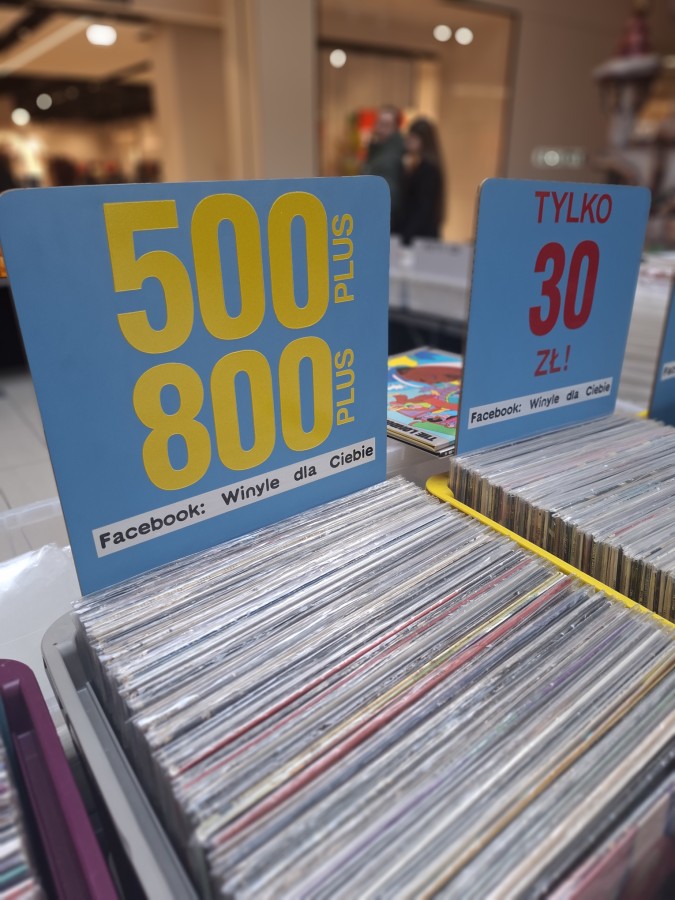 500 PLUS
800 PLUS
Facebook: Winyle dla Ciebie
TYLKO
30
ZŁ!
Facebook: Winyle dla Ciebie